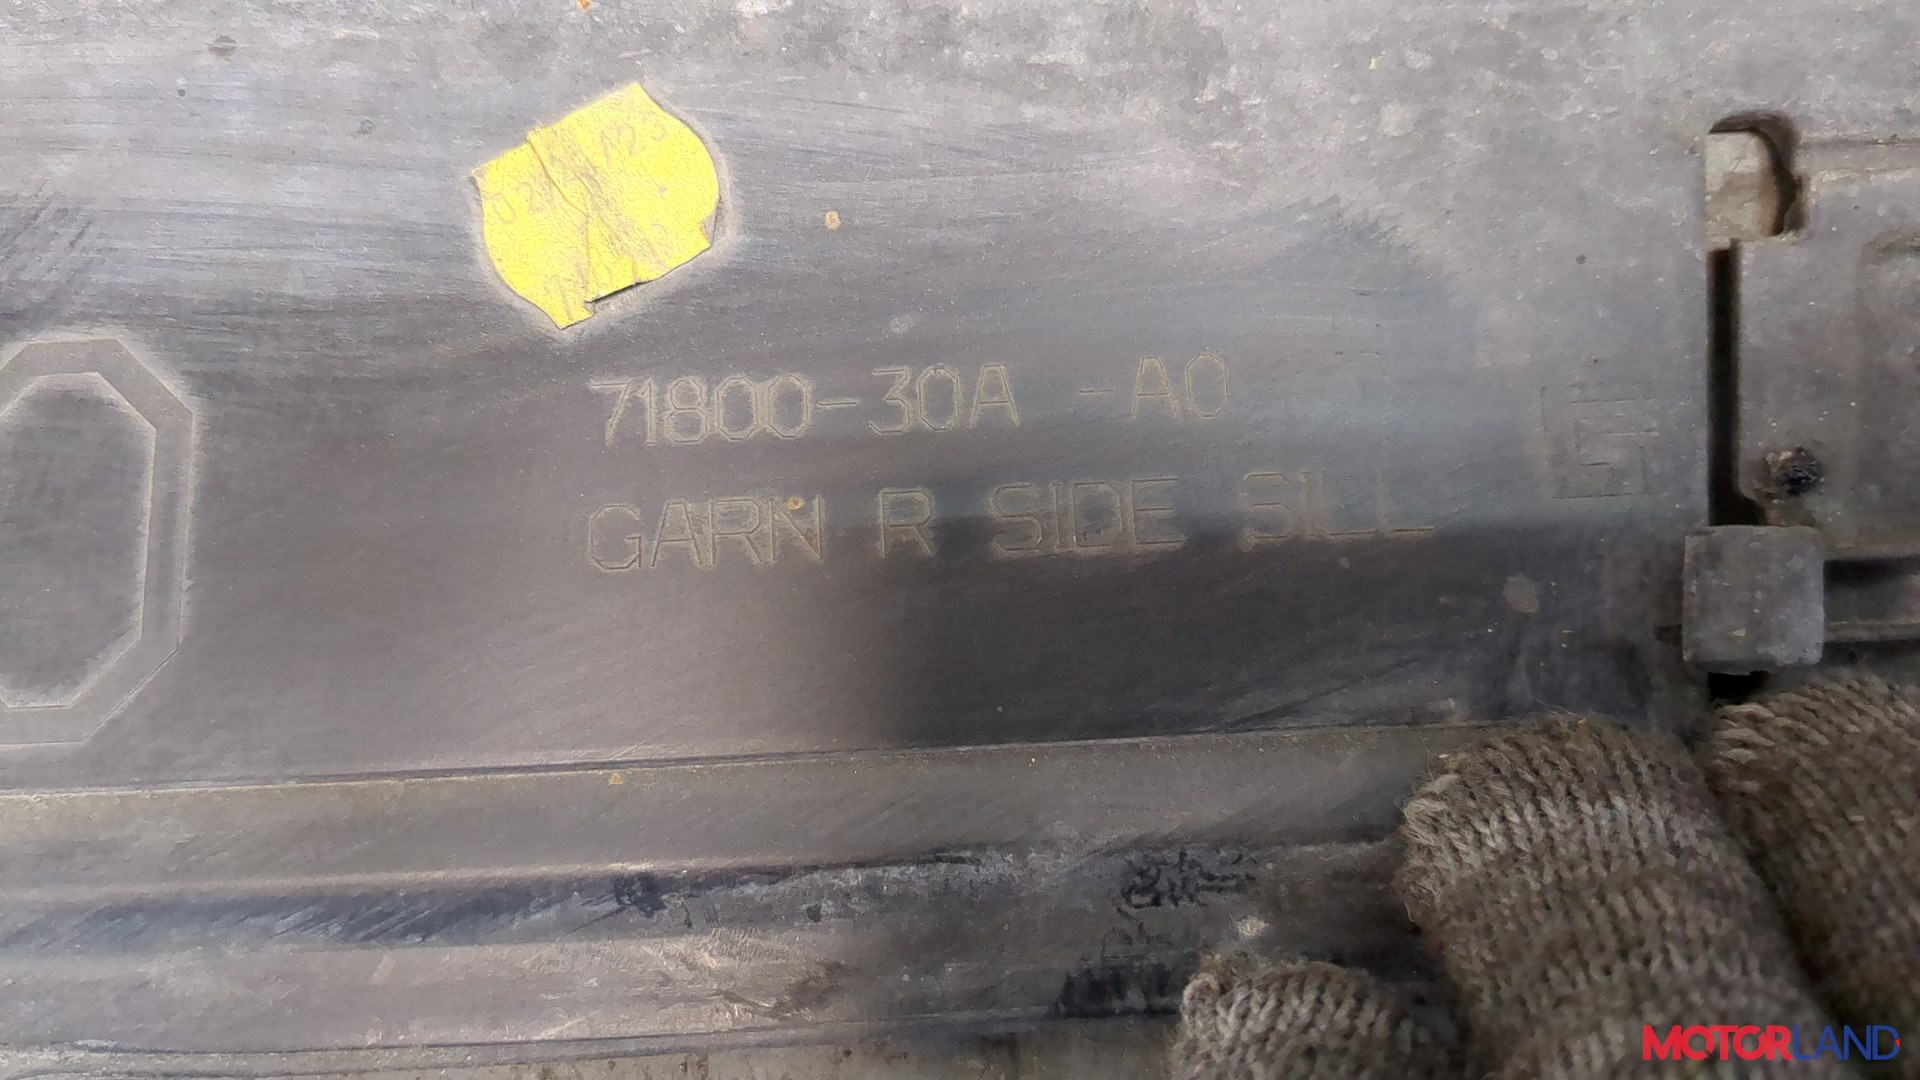 71800-30A -A0
GARN R SIDE SILL
MOTORLAND